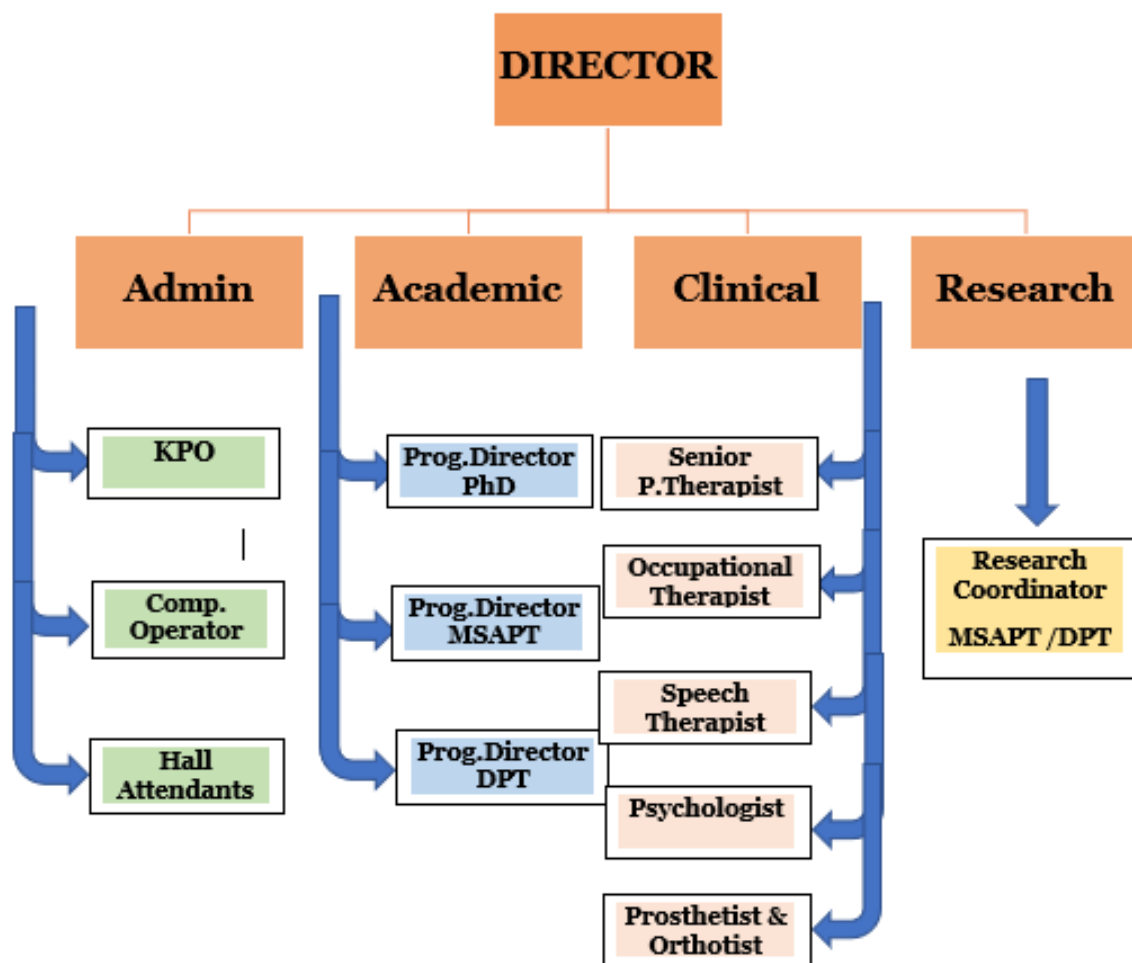 DIRECTOR
Admin
Academic
Clinical
Research
KPO
Comp.
Operator
Hall
Attendants
Prog.Director
PhD
Prog.Director
MSAPT
Prog.Director
DPT
Senior
P.Therapist
Occupational
Therapist
Speech
Therapist
Psychologist
Prosthetist &
Orthotist
Research
Coordinator
MSAPT /DPT